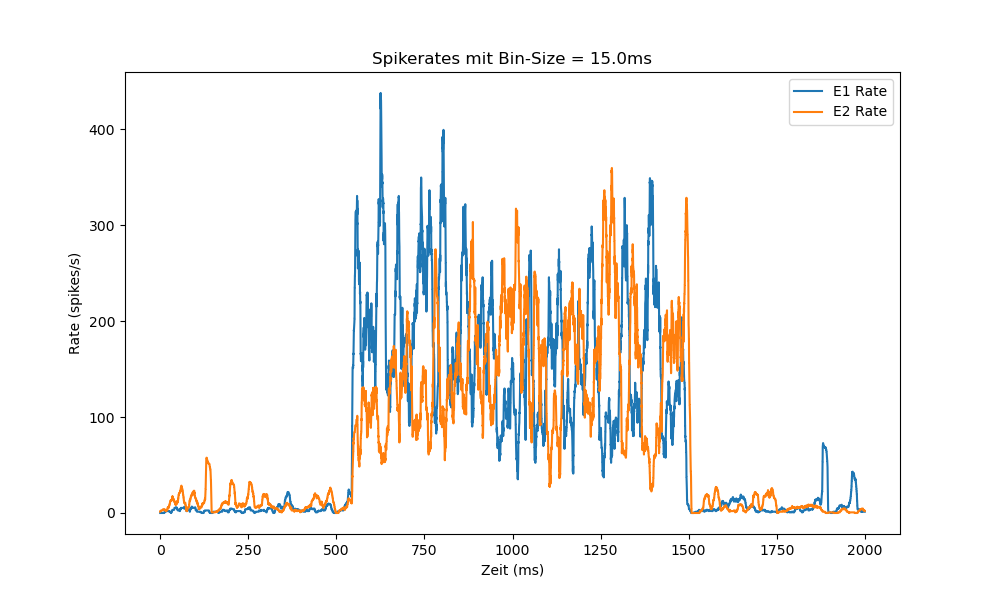 Spikerates mit Bin-Size = 15.0ms
E1 Rate
E2 Rate
400
300
200
100
0
Rate (spikes/s)
0 250 500 750 1000 1250 1500 1750 2000
Zeit (ms)